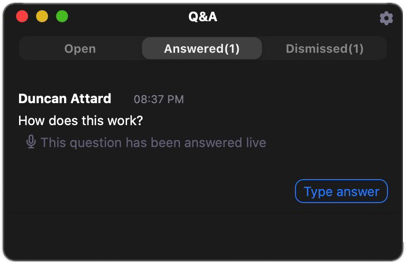 Q&A
Open
Answered(1)
Dismissed(1)
Duncan Attard 08:37 PM
How does this work?
This question has been answered live
Type answer